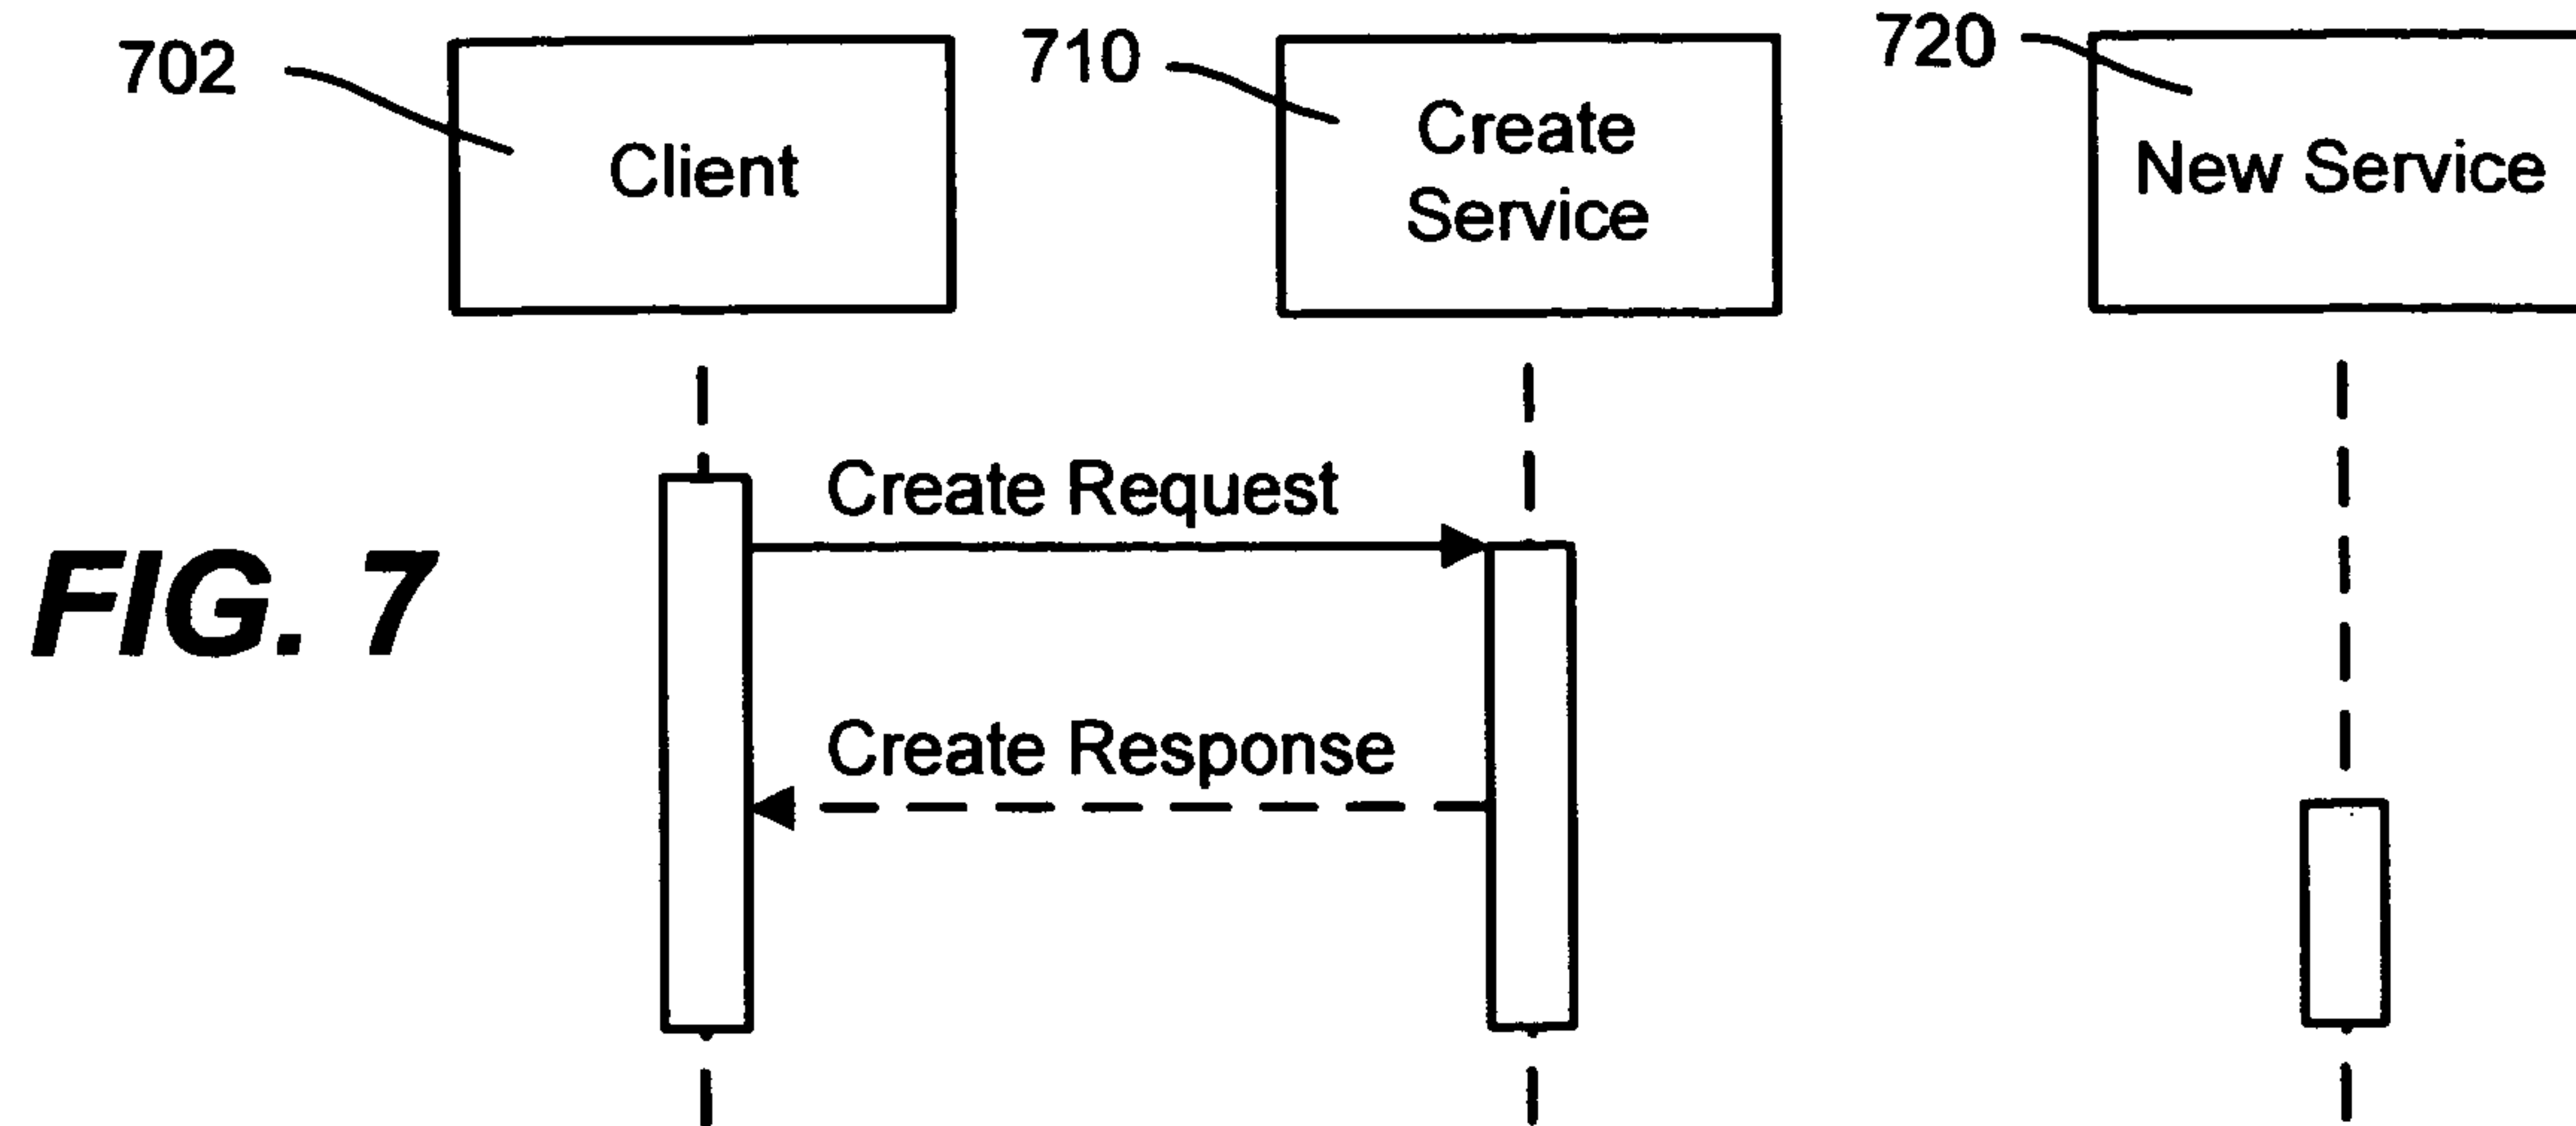 702
Client
710
Create
Service
720
New Service
Create Request
FIG. 7
Create Response